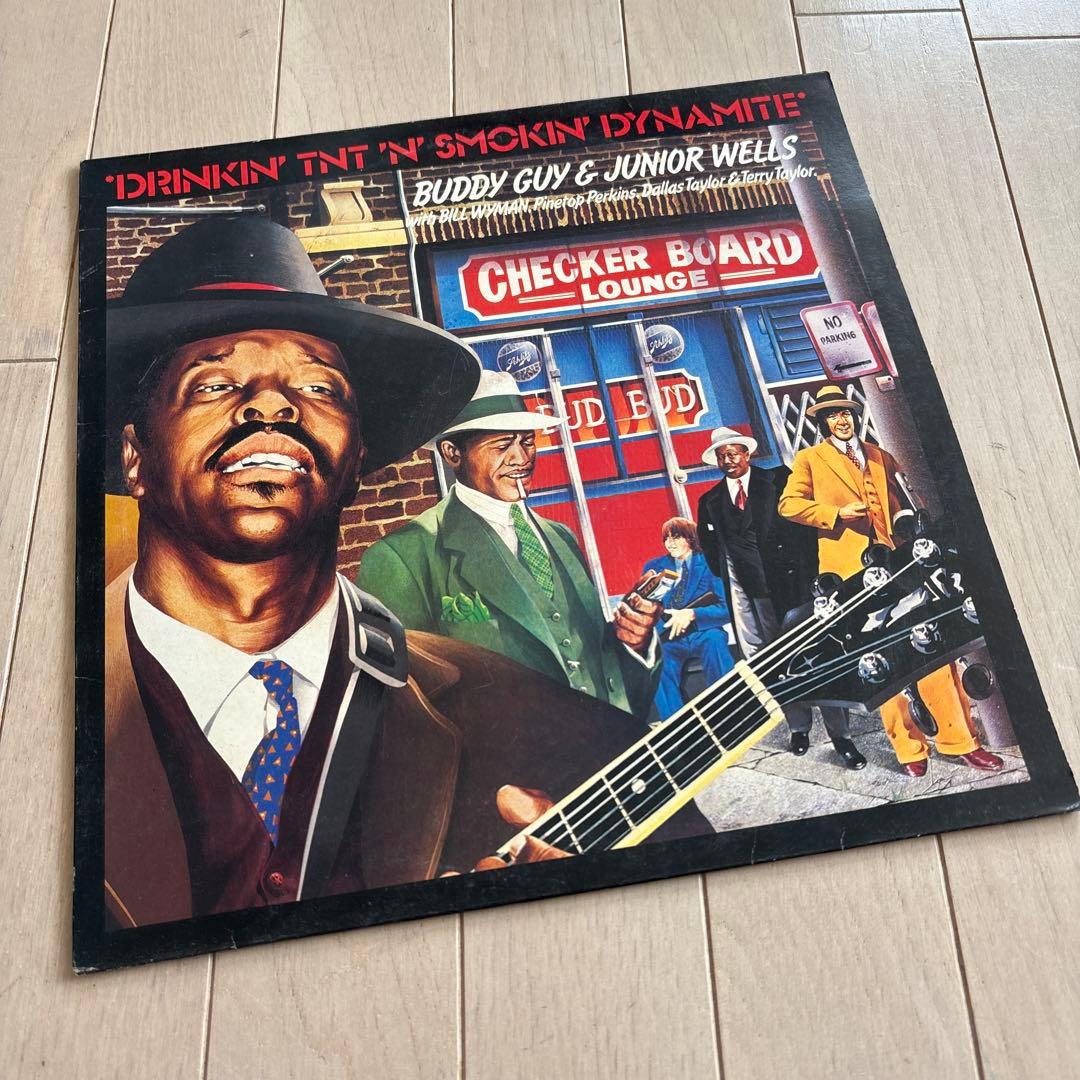 "DRINKIN' TNT 'N' SMOKIN' DYNAMITE"
BUDDY GUY & JUNIOR WELLS
with BILL WYMAN, Pinetop Perkins, Dallas Taylor & Terry Taylor.
CHECKER BOARD
LOUNGE
NO
PARKING
BUD BUD